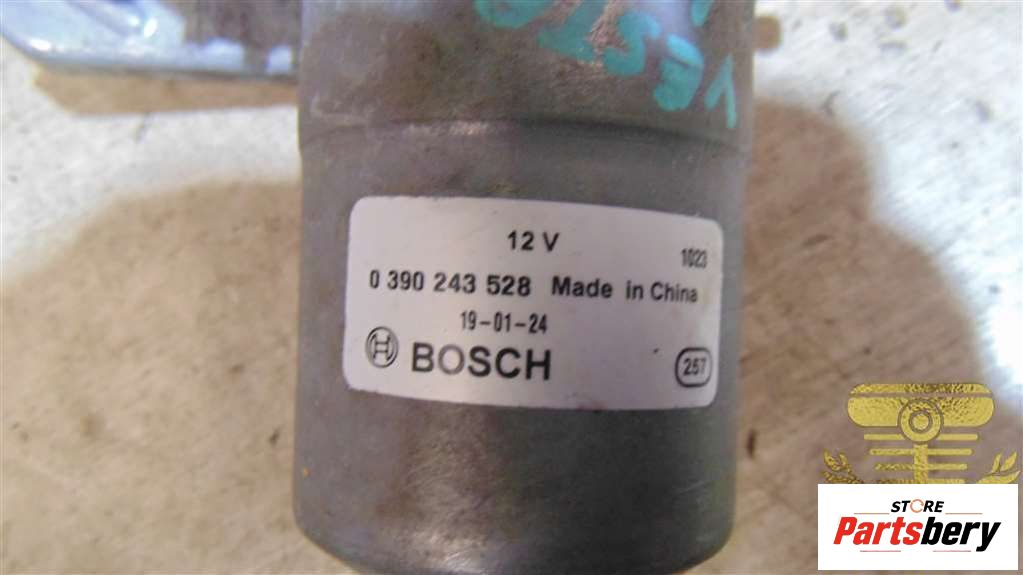 12 V
1023
0 390 243 528 Made in China
19-01-24
BOSCH
257
STORE
Partsbery